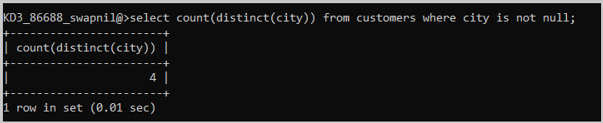 KD3_86688_swapnil@>select count(distinct(city)) from customers where city is not null;
+-----------------------+
| count(distinct(city)) |
+-----------------------+
|                     4 |
+-----------------------+
1 row in set (0.01 sec)